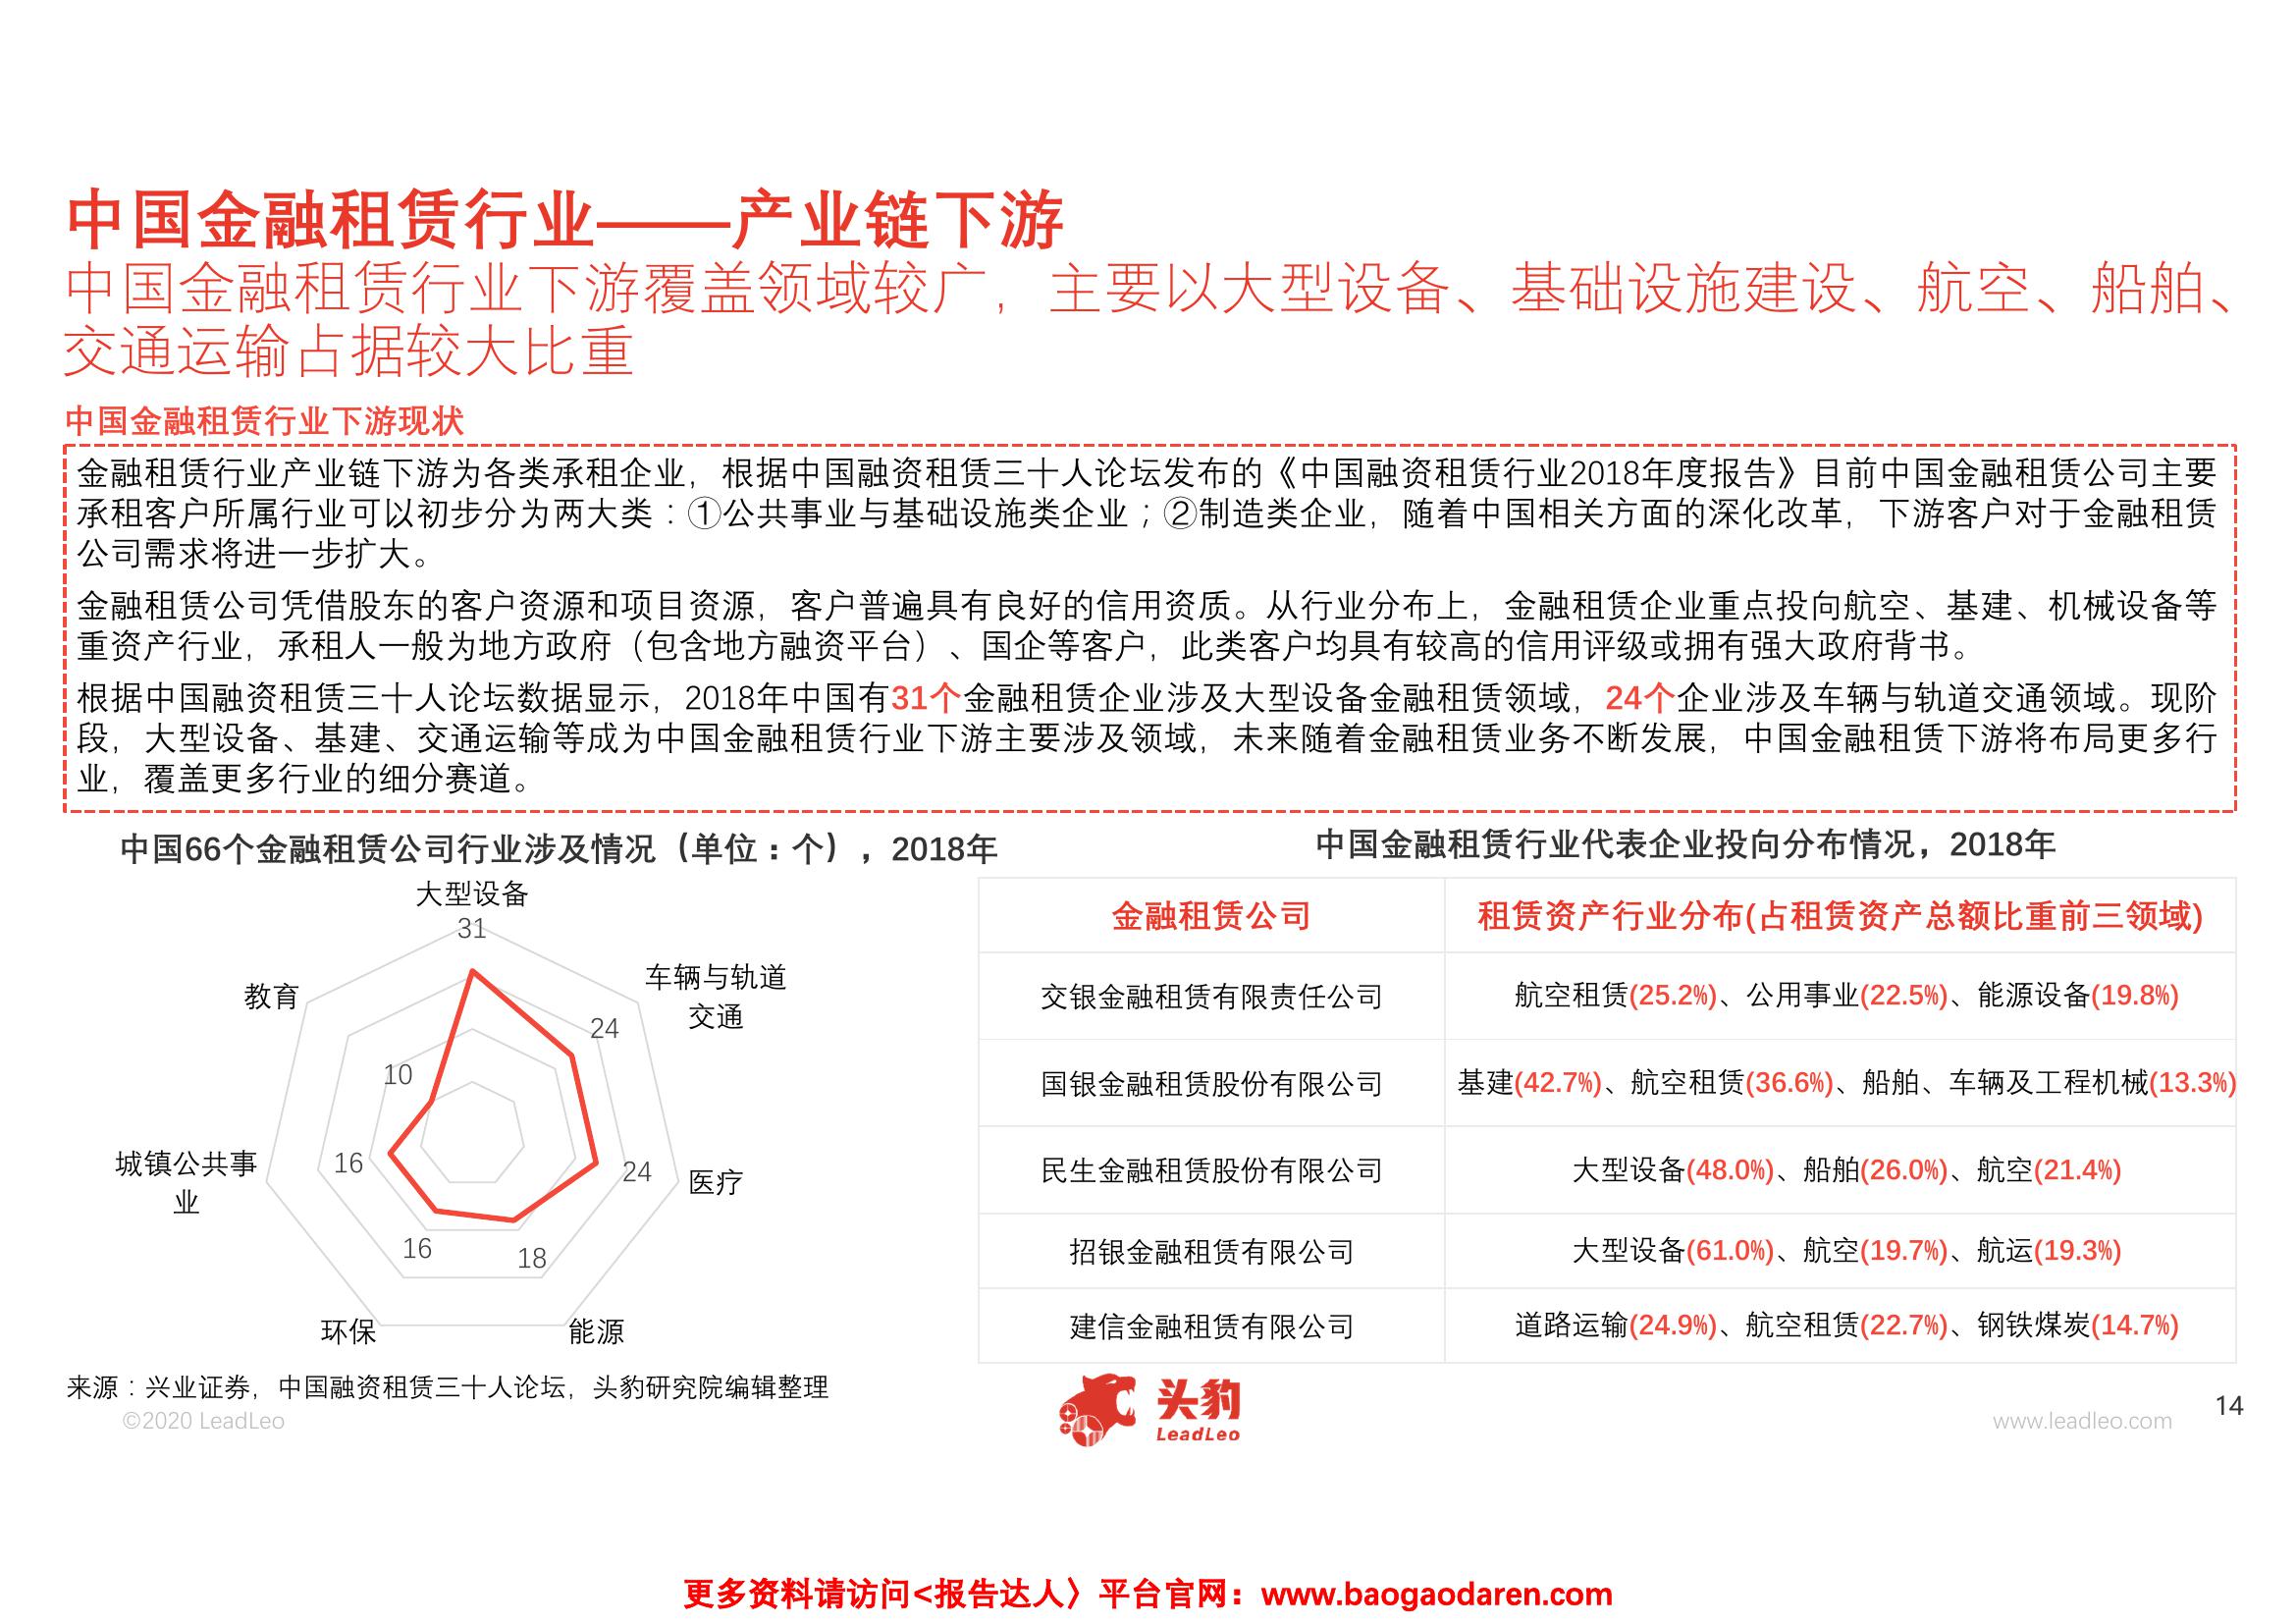 中国金融租赁行业——产业链下游
中国金融租赁行业下游覆盖领域较广，主要以大型设备、基础设施建设、航空、船舶、
交通运输占据较大比重
中国金融租赁行业下游现状
金融租赁行业产业链下游为各类承租企业，根据中国融资租赁三十人论坛发布的《中国融资租赁行业2018年度报告》目前中国金融租赁公司主要
承租客户所属行业可以初步分为两大类：①公共事业与基础设施类企业；②制造类企业，随着中国相关方面的深化改革，下游客户对于金融租赁
公司需求将进一步扩大。
金融租赁公司凭借股东的客户资源和项目资源，客户普遍具有良好的信用资质。从行业分布上，金融租赁企业重点投向航空、基建、机械设备等
重资产行业，承租人一般为地方政府（包含地方融资平台）、国企等客户，此类客户均具有较高的信用评级或拥有强大政府背书。
根据中国融资租赁三十人论坛数据显示，2018年中国有31个金融租赁企业涉及大型设备金融租赁领域，24个企业涉及车辆与轨道交通领域。现阶
段，大型设备、基建、交通运输等成为中国金融租赁行业下游主要涉及领域，未来随着金融租赁业务不断发展，中国金融租赁下游将布局更多行
业，覆盖更多行业的细分赛道。
中国66个金融租赁公司行业涉及情况（单位：个），2018年
大型设备
31
车辆与轨道
交通
24
医疗
24
能源
18
环保
16
城镇公共事
业
16
教育
10
中国金融租赁行业代表企业投向分布情况，2018年
金融租赁公司
租赁资产行业分布(占租赁资产总额比重前三领域)
交银金融租赁有限责任公司
航空租赁(25.2%)、公用事业(22.5%)、能源设备(19.8%)
国银金融租赁股份有限公司
基建(42.7%)、航空租赁(36.6%)、船舶、车辆及工程机械(13.3%)
民生金融租赁股份有限公司
大型设备(48.0%)、船舶(26.0%)、航空(21.4%)
招银金融租赁有限公司
大型设备(61.0%)、航空(19.7%)、航运(19.3%)
建信金融租赁有限公司
道路运输(24.9%)、航空租赁(22.7%)、钢铁煤炭(14.7%)
来源：兴业证券，中国融资租赁三十人论坛，头豹研究院编辑整理
©2020 LeadLeo
头豹
LeadLeo
www.leadleo.com
14
更多资料请访问<报告达人〉平台官网：www.baogaodaren.com